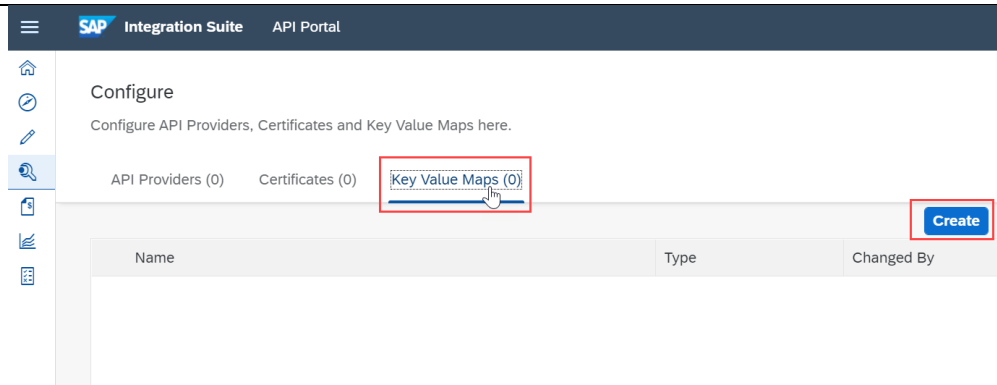 SAP Integration Suite API Portal
Configure
Configure API Providers, Certificates and Key Value Maps here.
API Providers (0) Certificates (0) Key Value Maps (0)
Create
Name Type Changed By